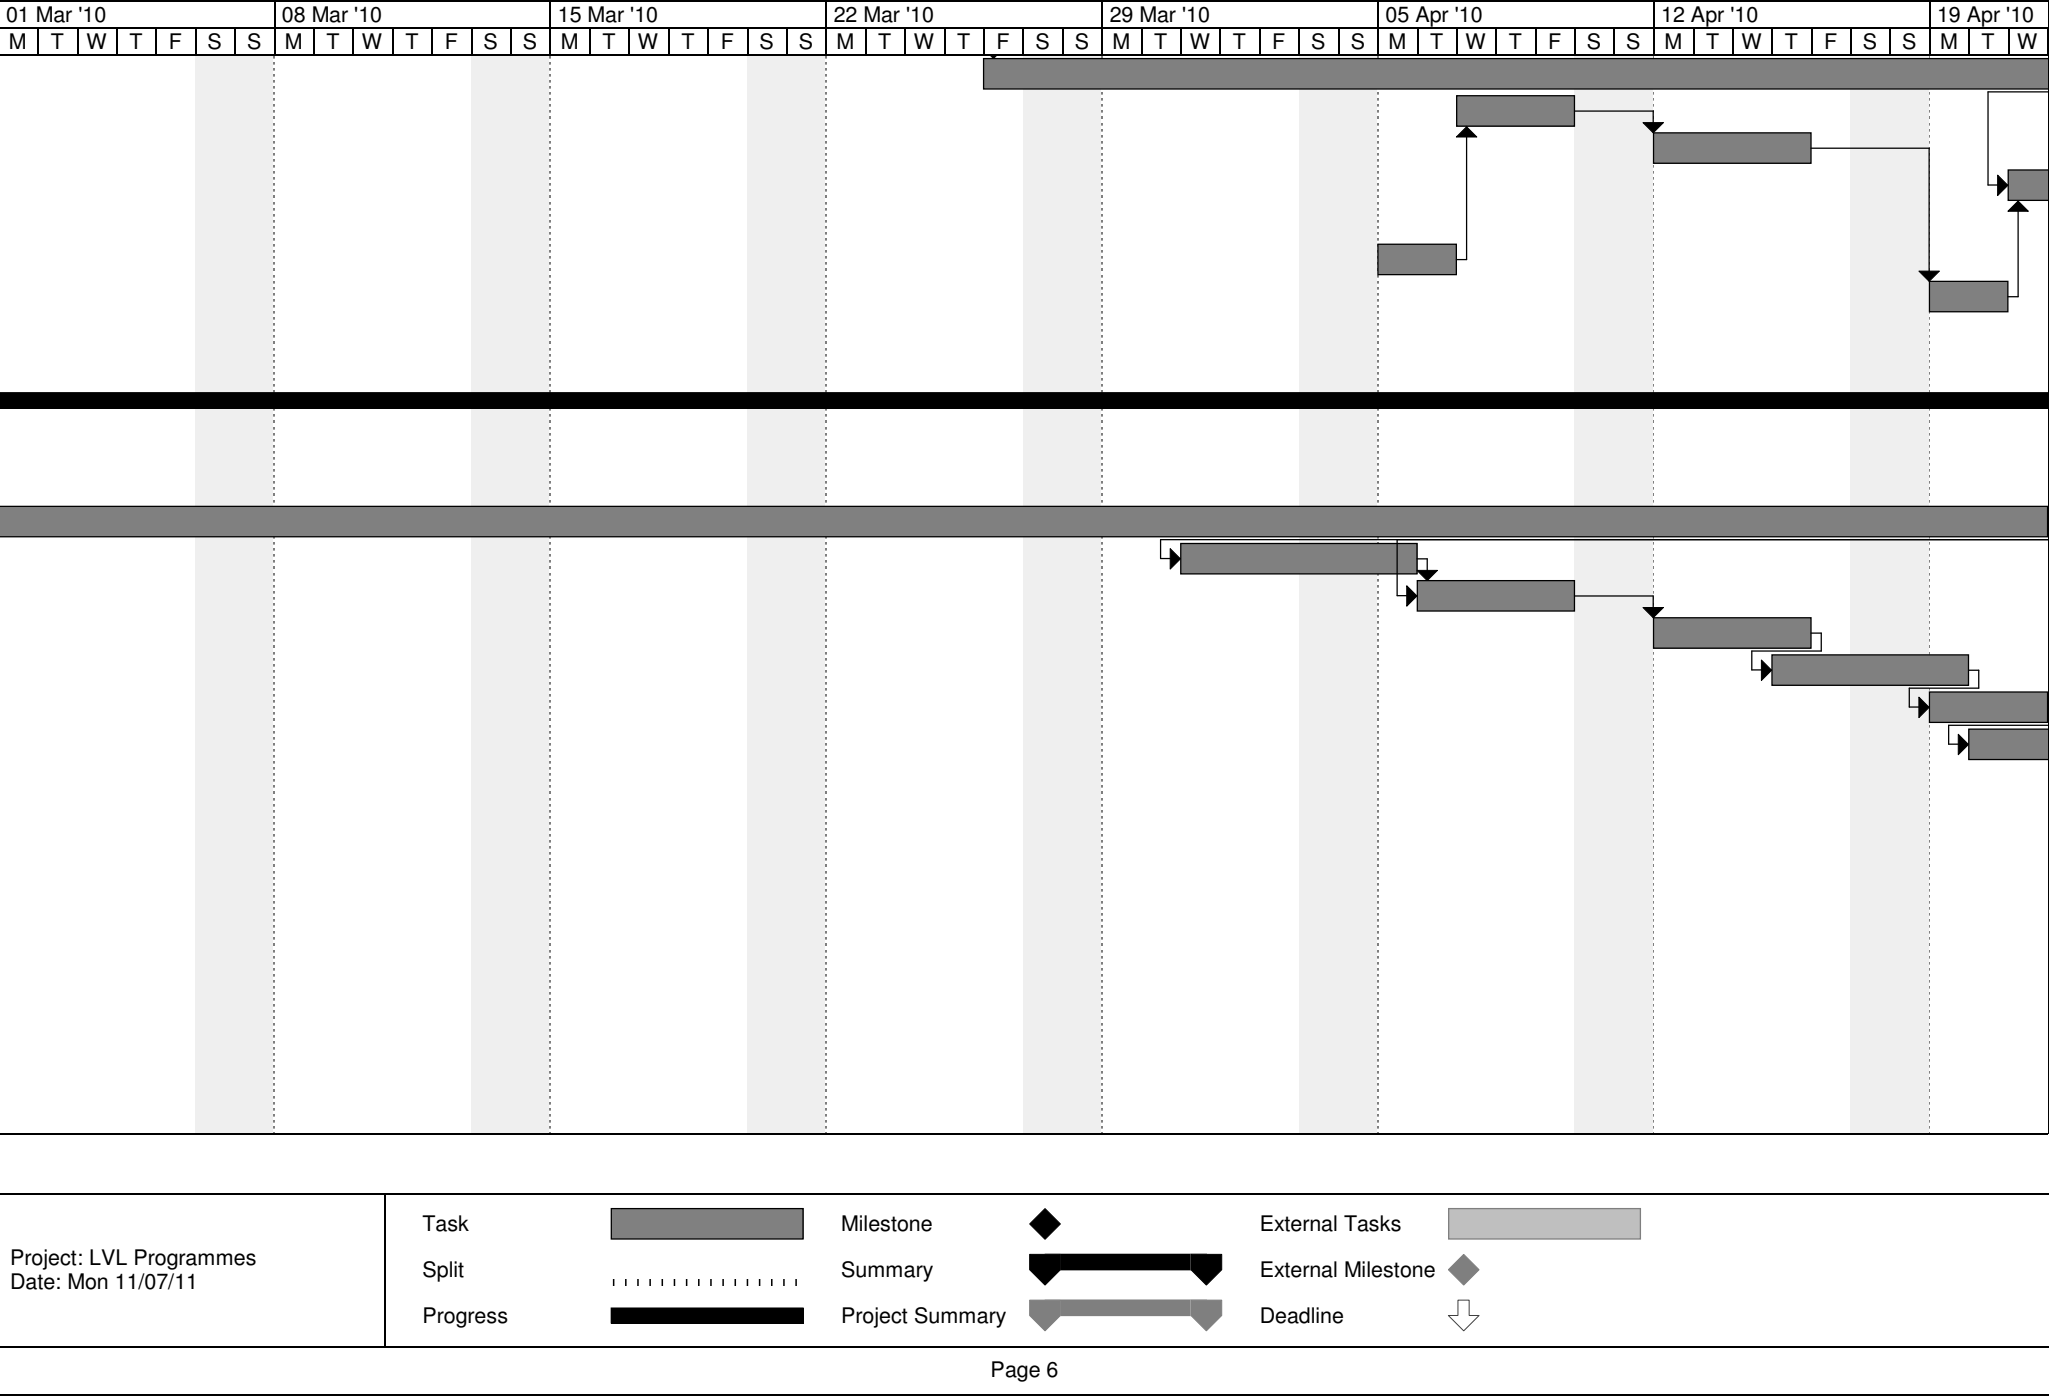 01 Mar '10 08 Mar '10 15 Mar '10 22 Mar '10 29 Mar '10 05 Apr '10 12 Apr '10 19 Apr '10
M T W T F S S M T W T F S S M T W T F S S M T W T F S S M T W T F S S M T W T F S S M T W T F S S M T W
Project: LVL Programmes
Date: Mon 11/07/11
Task
Split
Progress
Milestone
Summary
Project Summary
External Tasks
External Milestone
Deadline
Page 6